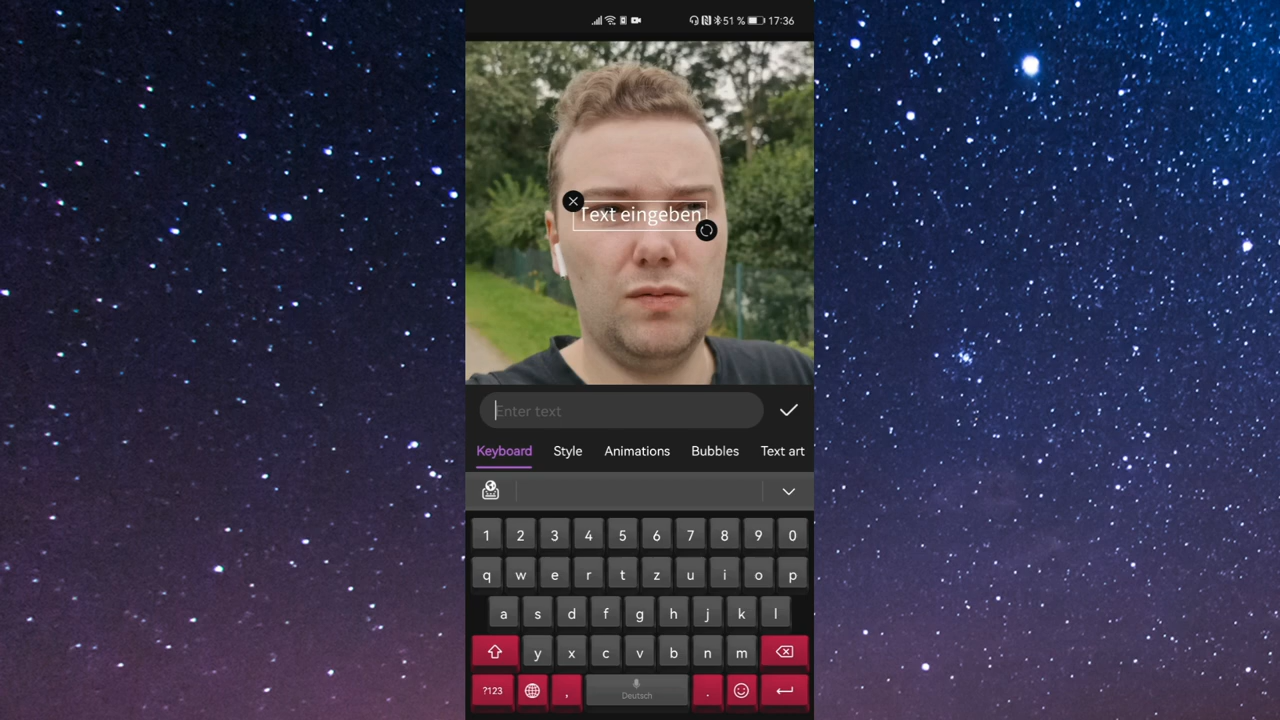 51 % 17:36
Text eingeben
Enter text
Keyboard Style Animations Bubbles Text art
1 2 3 4 5 6 7 8 9 0
q w e r t z u i o p
a s d f g h j k l
y x c v b n m
?123 , Deutsch .